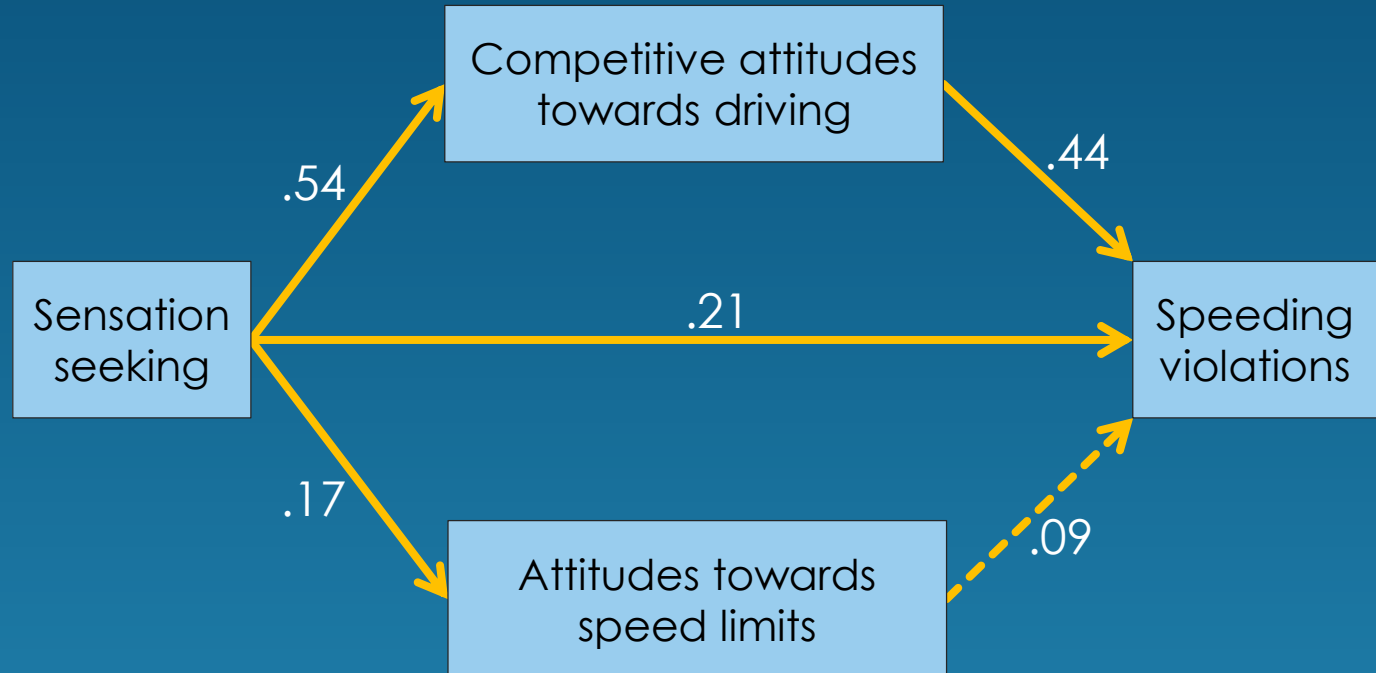 Competitive attitudes
towards driving
.54
.44
Sensation
seeking
.21
Speeding
violations
.17
.09
Attitudes towards
speed limits